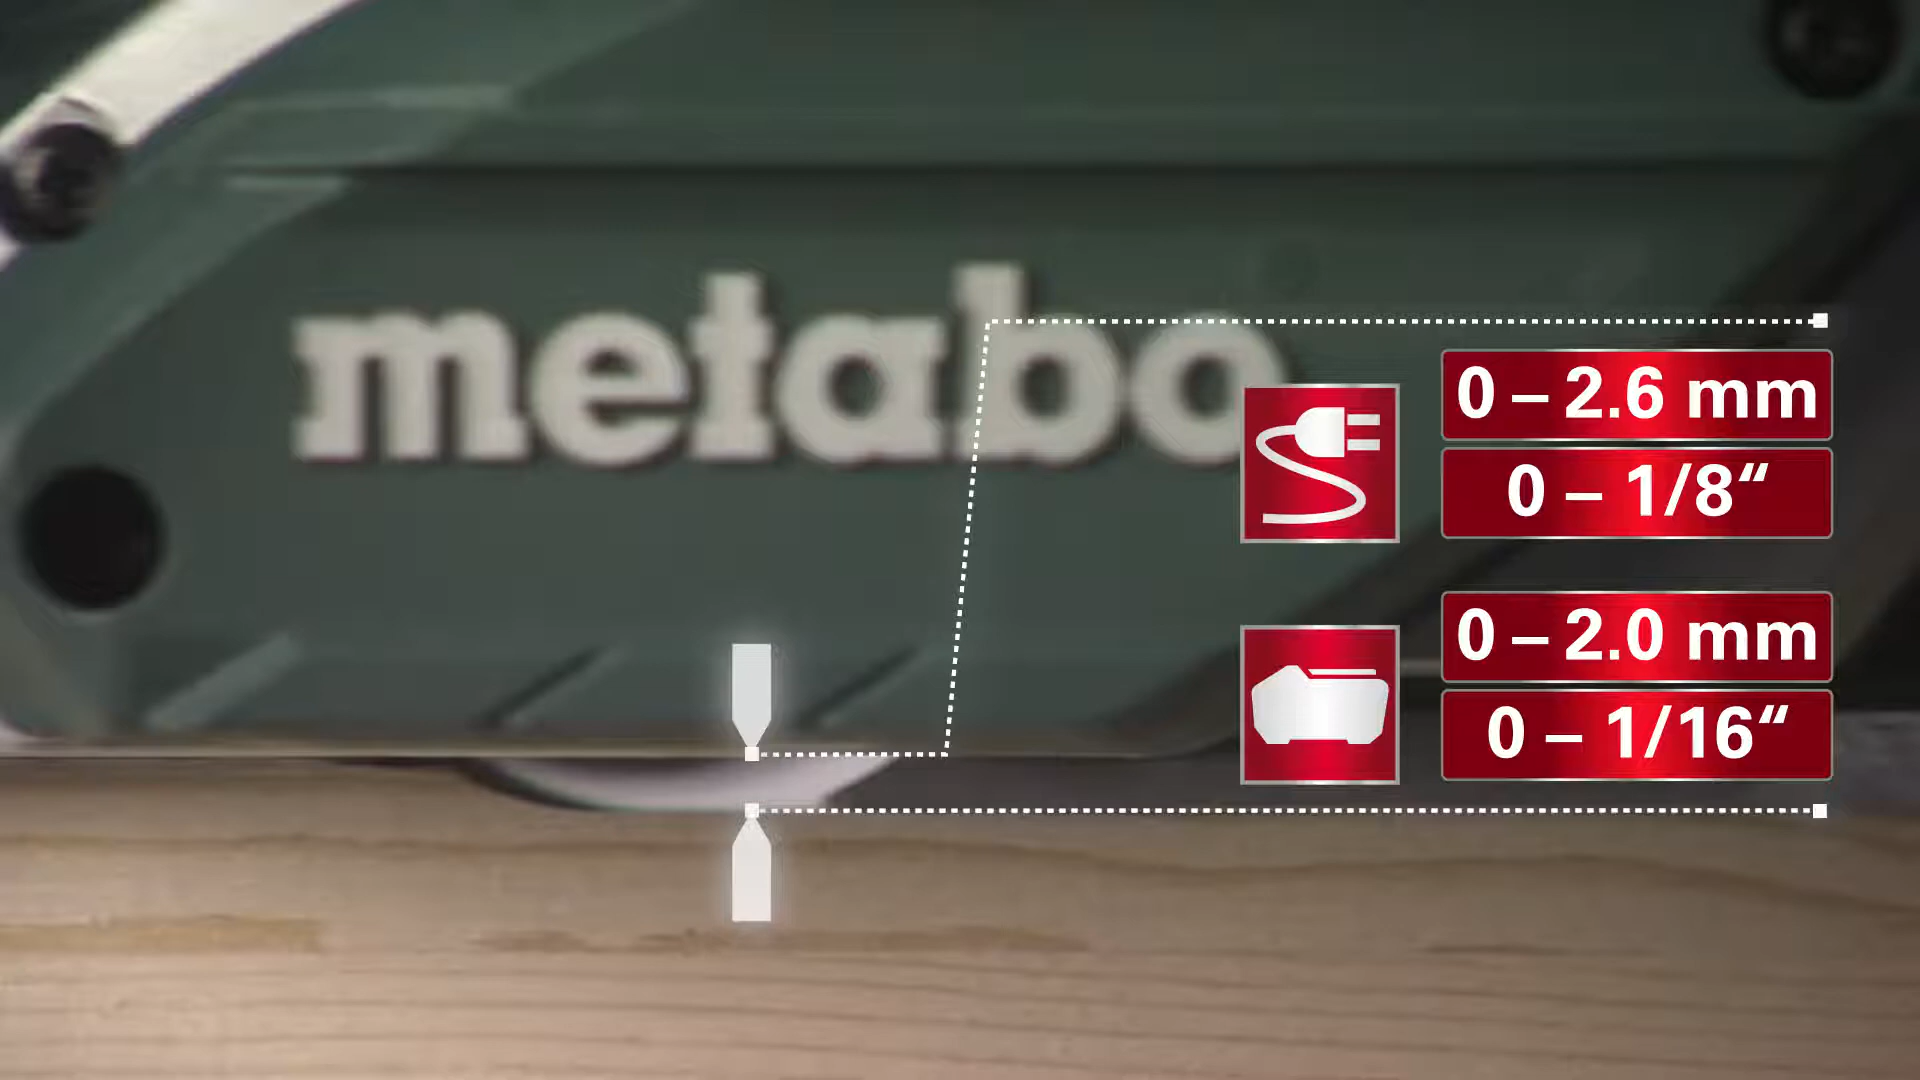 metabo
0 – 2.6 mm
0 – 1/8“
0 – 2.0 mm
0 – 1/16“